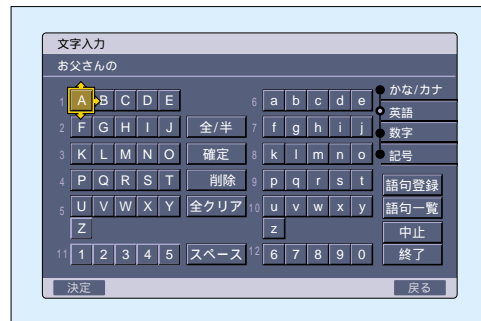 文字入力
お父さんの
1 A B C D E 6 a b c d e かな/カナ
英語
2 F G H I J 全/半 7 f g h i j 数字
3 K L M N O 確定 8 k l m n o 記号
4 P Q R S T 削除 9 p q r s t 語句登録
5 U V W X Y 全クリア 10 u v w x y 語句一覧
Z z 中止
11 1 2 3 4 5 スペース 12 6 7 8 9 0 終了
決定 戻る